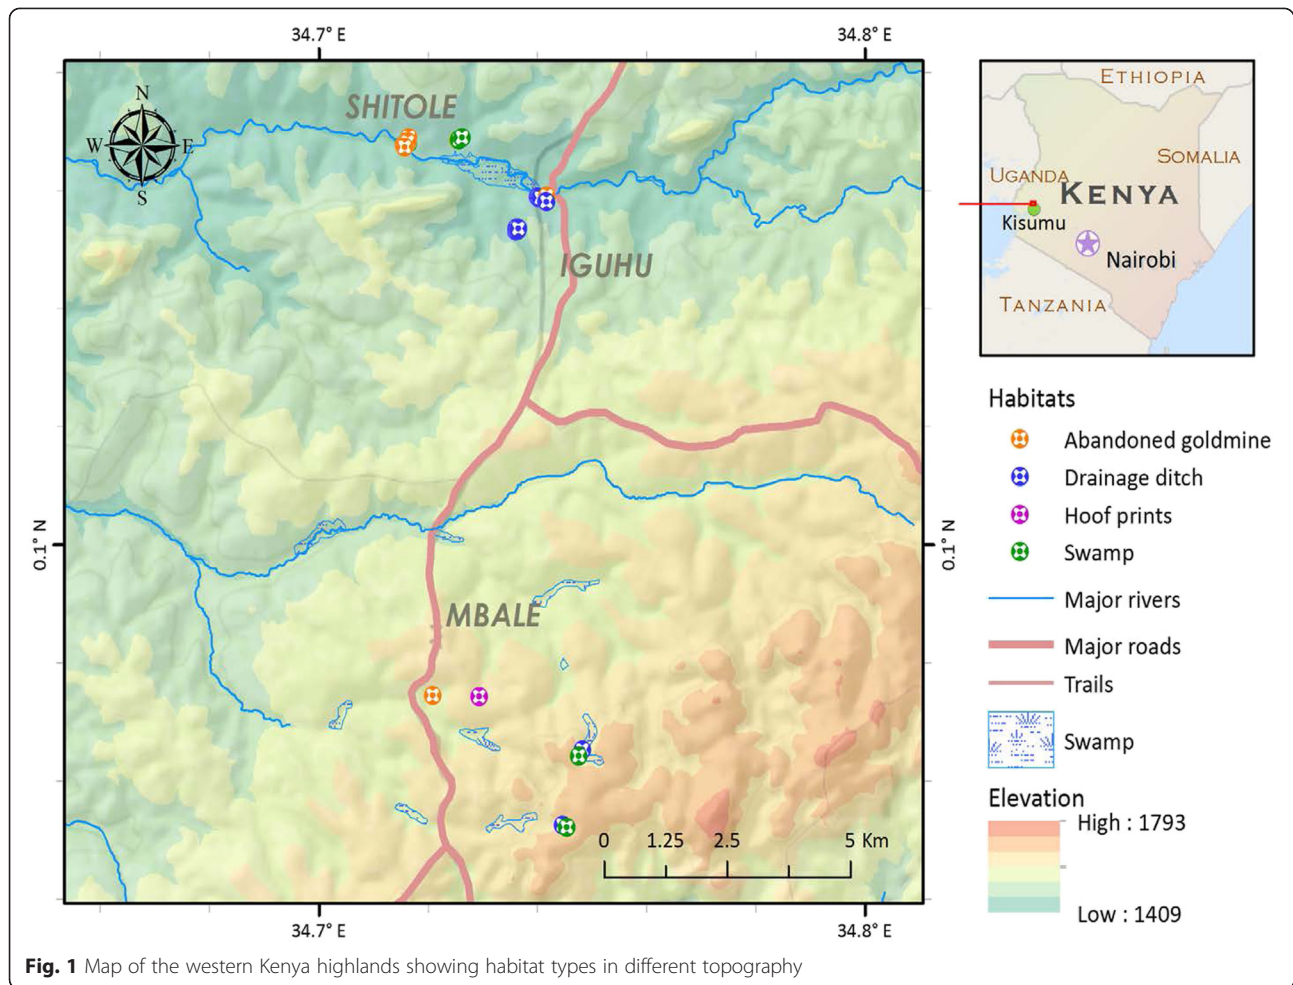 34.7° E
34.8° E
N
W
E
S
SHITOLE
IGUHU
MBALE
0.1° N
0.1° N
0
1.25
2.5
5 Km
34.7° E
34.8° E
ETHIOPIA
SOMALIA
UGANDA
KENYA
Kisumu
Nairobi
TANZANIA
Habitats
Abandoned goldmine
Drainage ditch
Hoof prints
Swamp
Major rivers
Major roads
Trails
Swamp
Elevation
High : 1793
Low : 1409
Fig. 1 Map of the western Kenya highlands showing habitat types in different topography